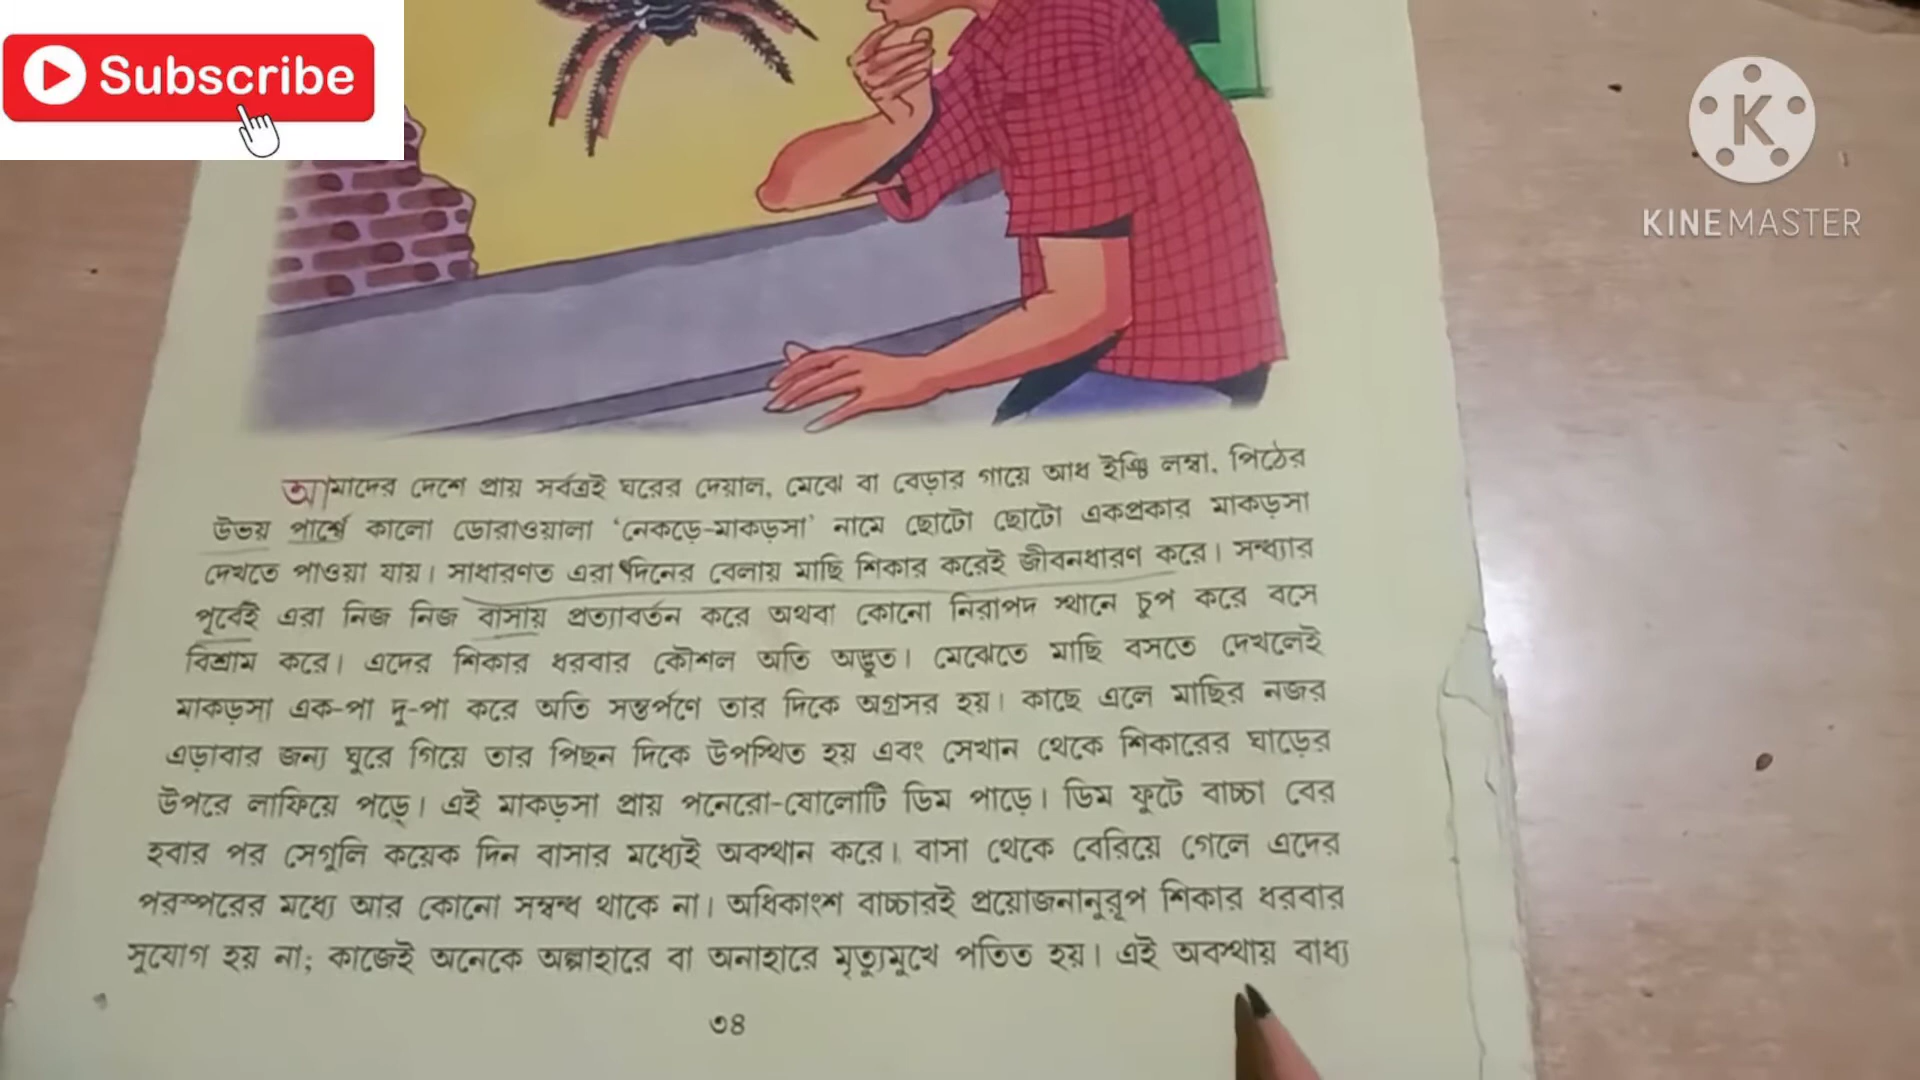 Subscribe
K
KINEMASTER
আমাদের দেশে প্রায় সর্বত্রই ঘরের দেয়াল, মেঝে বা বেড়ার গায়ে আধ ইঞ্চি লম্বা, পিঠের
উভয় পার্শ্বে কালো ডোরাওয়ালা ‘নেকড়ে-মাকড়সা’ নামে ছোটো ছোটো একপ্রকার মাকড়সা
দেখতে পাওয়া যায়। সাধারণত এরা দিনের বেলায় মাছি শিকার করেই জীবনধারণ করে। সন্ধ্যার
পূর্বেই এরা নিজ নিজ বাসায় প্রত্যাবর্তন করে অথবা কোনো নিরাপদ স্থানে চুপ করে বসে
বিশ্রাম করে। এদের শিকার ধরবার কৌশল অতি অদ্ভুত। মেঝেতে মাছি বসতে দেখলেই
মাকড়সা এক-পা দু-পা করে অতি সন্তর্পণে তার দিকে অগ্রসর হয়। কাছে এলে মাছির নজর
এড়াবার জন্য ঘুরে গিয়ে তার পিছন দিকে উপস্থিত হয় এবং সেখান থেকে শিকারের ঘাড়ের
উপরে লাফিয়ে পড়ে। এই মাকড়সা প্রায় পনেরো-ষোলোটি ডিম পাড়ে। ডিম ফুটে বাচ্চা বের
হবার পর সেগুলি কয়েক দিন বাসার মধ্যেই অবস্থান করে। বাসা থেকে বেরিয়ে গেলে এদের
পরস্পরের মধ্যে আর কোনো সম্বন্ধ থাকে না। অধিকাংশ বাচ্চারই প্রয়োজনানুরূপ শিকার ধরবার
সুযোগ হয় না; কাজেই অনেকে অল্পাহারে বা অনাহারে মৃত্যুমুখে পতিত হয়। এই অবস্থায় বাধ্য
৩৪